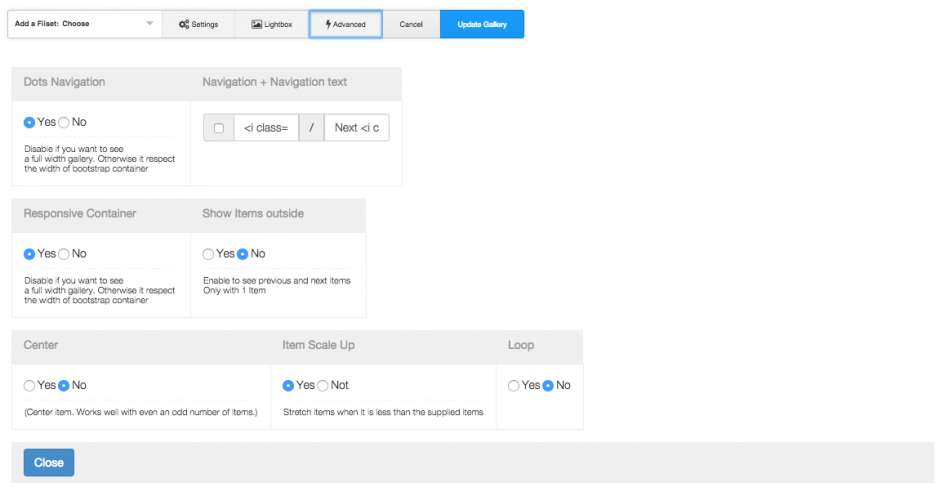 Add a Filset: Choose Settings Lightbox Advanced Cancel Update Gallery
Dots Navigation Navigation + Navigation text
Yes No <i class= / Next <i c
Disable if you want to see
a full width gallery. Otherwise it respect
the width of bootstrap container
Responsive Container Show Items outside
Yes No Yes No
Disable if you want to see
a full width gallery. Otherwise it respect
the width of bootstrap container
Enable to see previous and next items
Only with 1 Item
Center Item Scale Up Loop
Yes No Yes Not Yes No
(Center item. Works well with even an odd number of items.) Stretch items when it is less than the supplied items
Close